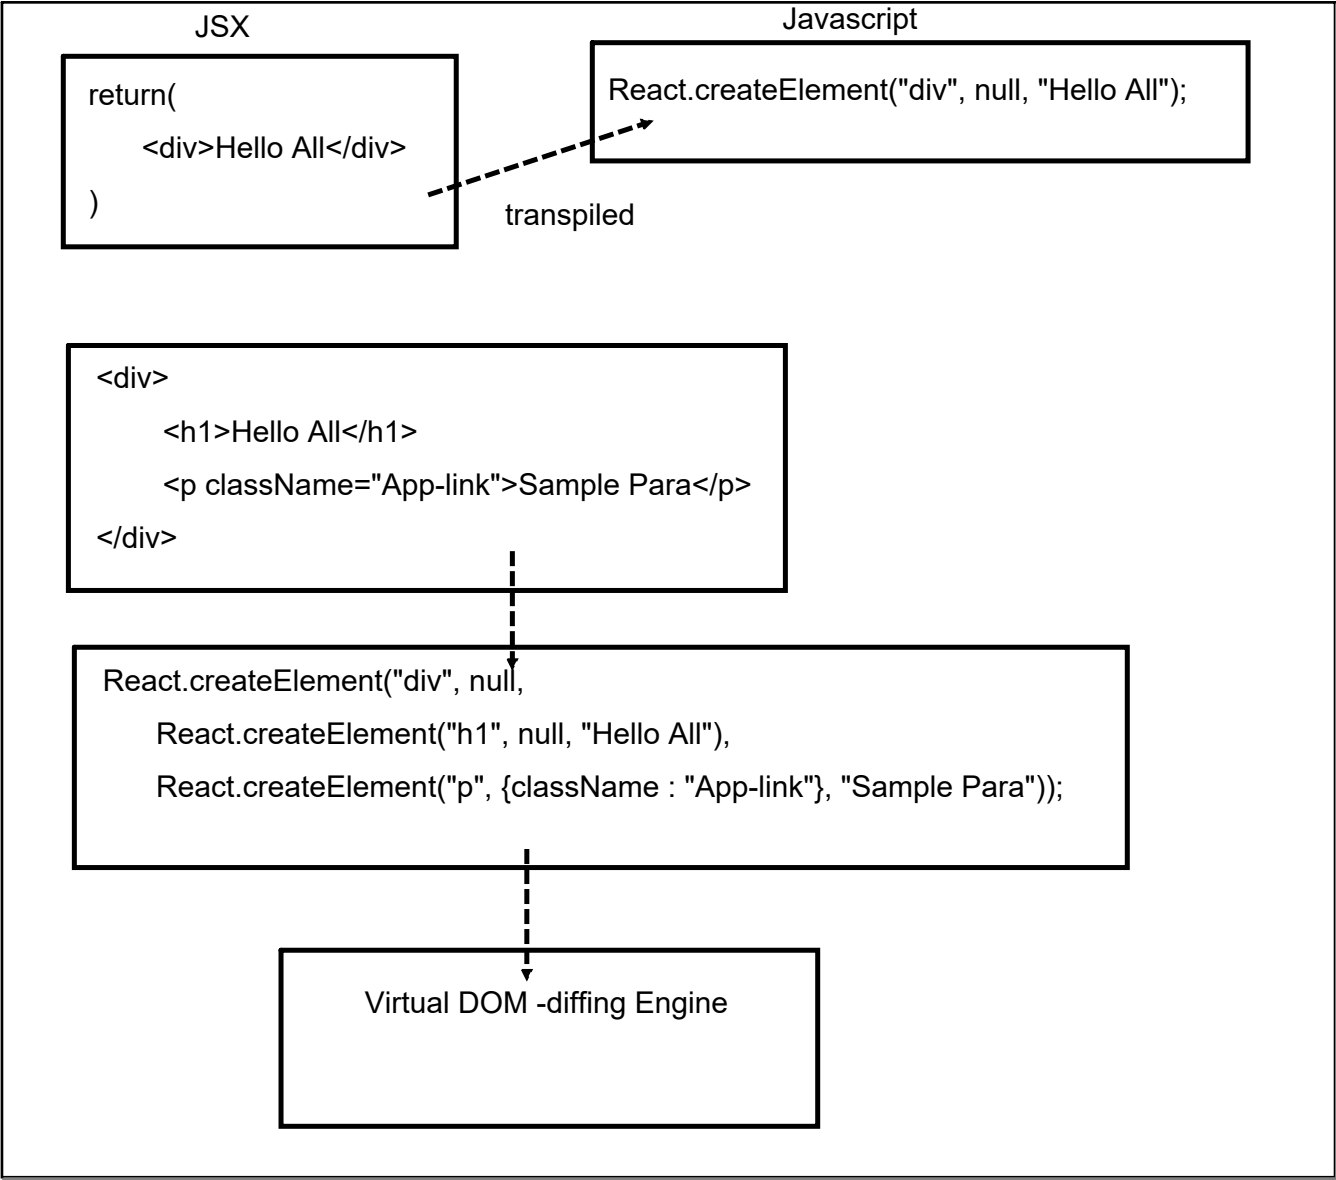 JSX
Javascript
return(
<div>Hello All</div>
)
React.createElement("div", null, "Hello All");
transpiled
<div>
<h1>Hello All</h1>
<p className="App-link">Sample Para</p>
</div>
React.createElement("div", null,
React.createElement("h1", null, "Hello All"),
React.createElement("p", {className : "App-link"}, "Sample Para"));
Virtual DOM -diffing Engine